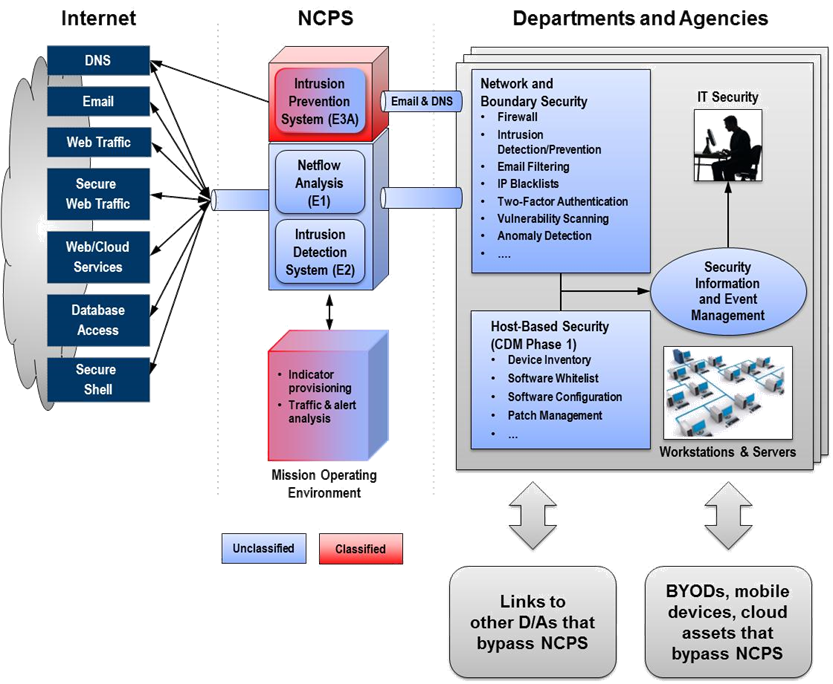 Internet
NCPS
Departments and Agencies
DNS
Email
Web Traffic
Secure
Web Traffic
Web/Cloud
Services
Database
Access
Secure
Shell
Intrusion
Prevention
System (E3A)
Netflow
Analysis
(E1)
Intrusion
Detection
System (E2)
Email & DNS
• Indicator
provisioning
• Traffic & alert
analysis
Mission Operating
Environment
Unclassified
Classified
Network and
Boundary Security
• Firewall
• Intrusion
Detection/Prevention
• Email Filtering
• IP Blacklists
• Two-Factor Authentication
• Vulnerability Scanning
• Anomaly Detection
• ....
Host-Based Security
(CDM Phase 1)
• Device Inventory
• Software Whitelist
• Software Configuration
• Patch Management
• ...
IT Security
Security
Information
and Event
Management
Workstations & Servers
Links to
other D/As that
bypass NCPS
BYODs, mobile
devices, cloud
assets that
bypass NCPS